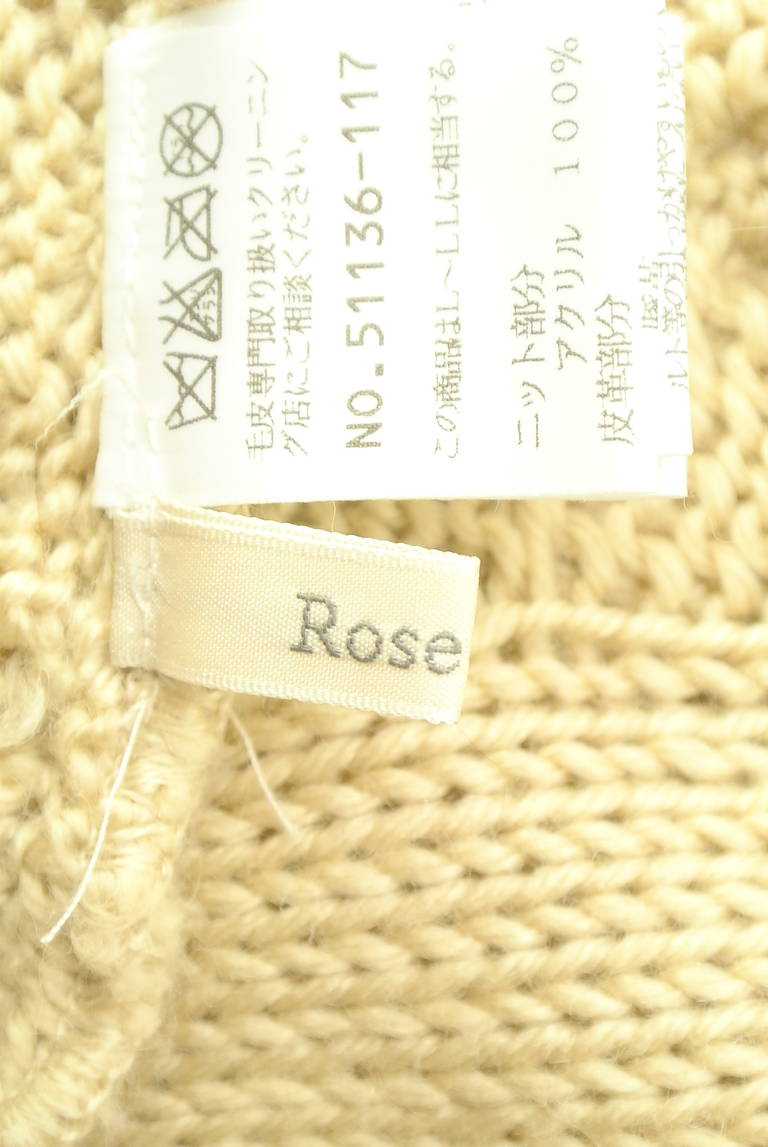 毛皮専門取り扱いクリーニン
グ店にご相談ください。
NO.51136-117
この商品はL～LLに相当する。
ニット部分
アクリル　100%
皮革部分
Rose